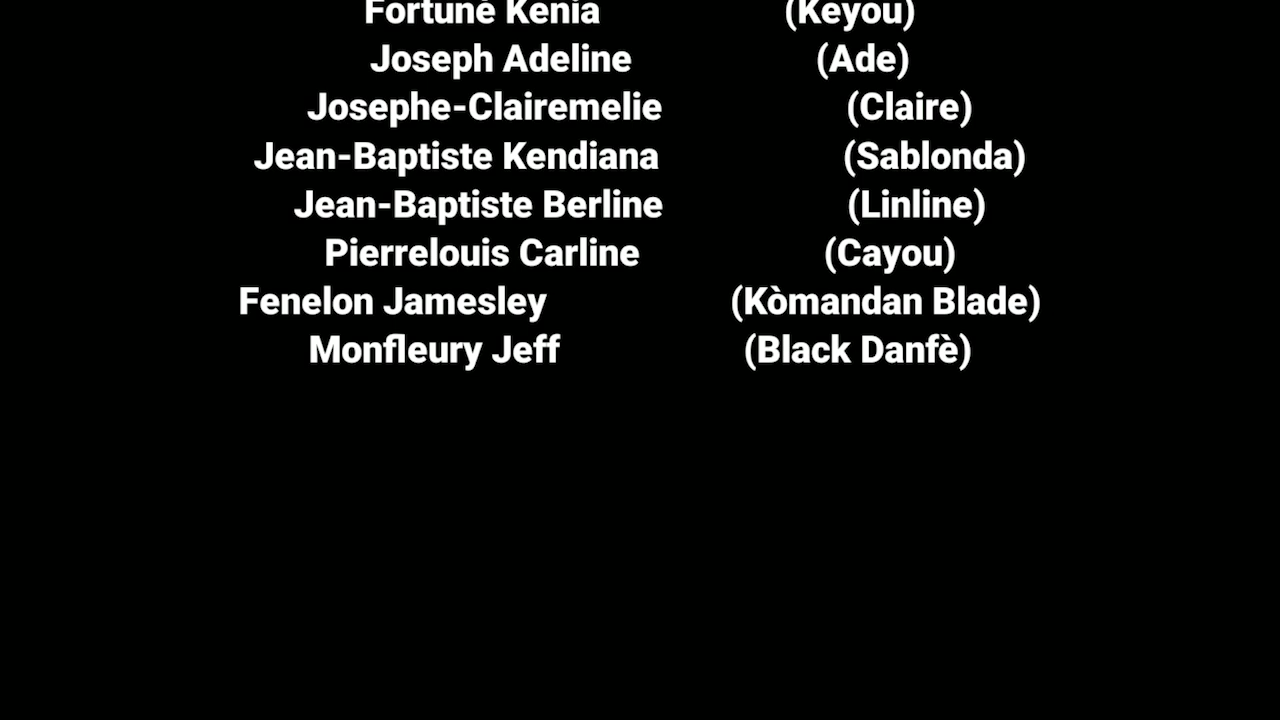 Fortuné Kenia (Keyou)
Joseph Adeline (Ade)
Josephe-Clairemelie (Claire)
Jean-Baptiste Kendiana (Sablonda)
Jean-Baptiste Berline (Linline)
Pierrelouis Carline (Cayou)
Fenelon Jamesley (Kòmandan Blade)
Monfleury Jeff (Black Danfè)